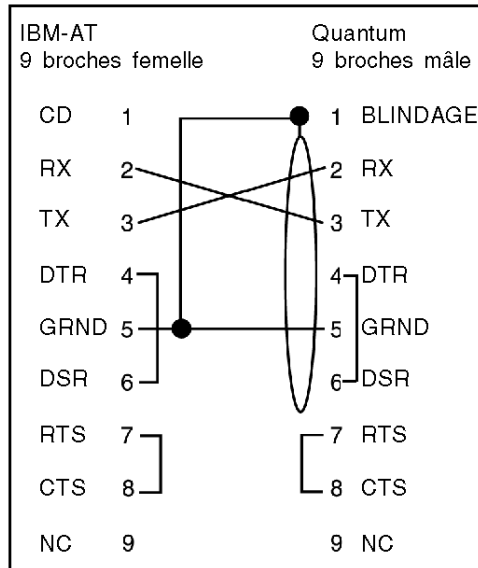 IBM-AT Quantum
9 broches femelle 9 broches mâle
CD 1 1 BLINDAGE
RX 2 2 RX
TX 3 3 TX
DTR 4 4 DTR
GRND 5 5 GRND
DSR 6 6 DSR
RTS 7 7 RTS
CTS 8 8 CTS
NC 9 9 NC